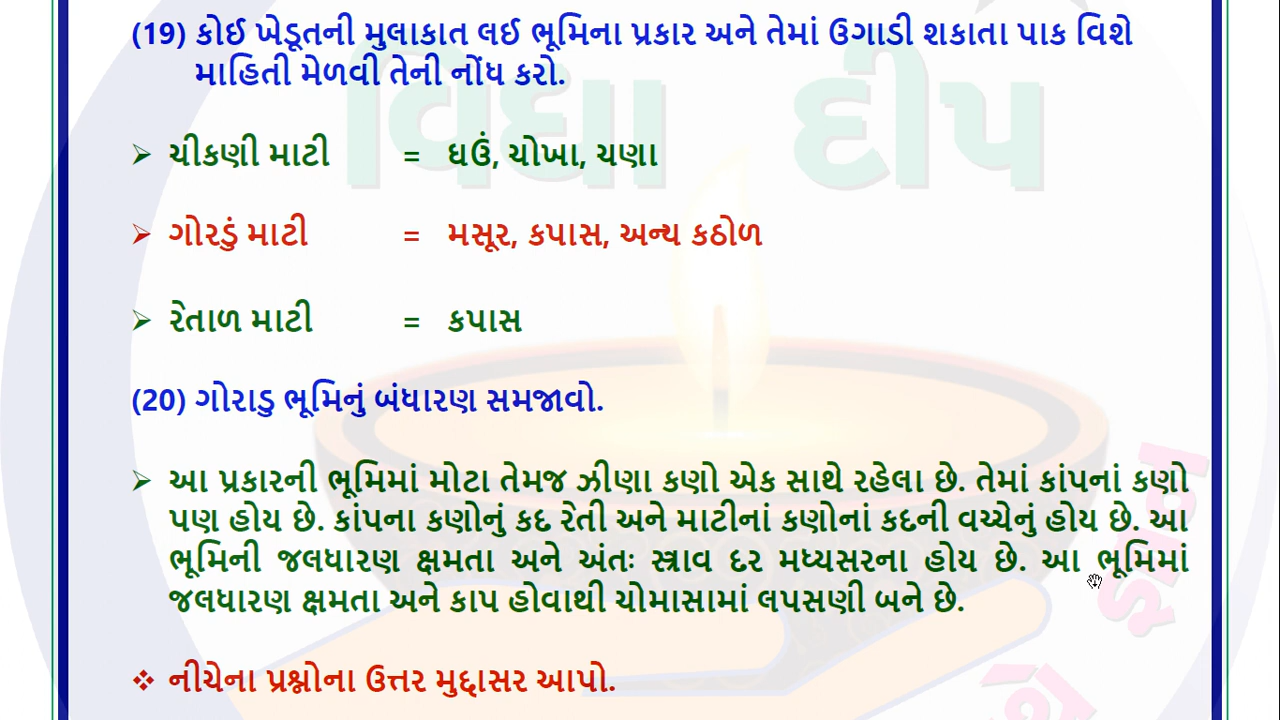 (19) કોઈ ખેડૂતની મુલાકાત લઈ ભૂમિના પ્રકાર અને તેમાં ઉગાડી શકાતા પાક વિશે
માહિતી મેળવી તેની નોંધ કરો.
➢ ચીકણી માટી = ઘઉં, ચોખા, ચણા
➢ ગોરડું માટી = મસૂર, કપાસ, અન્ય કઠોળ
➢ રેતાળ માટી = કપાસ
(20) ગોરાડુ ભૂમિનું બંધારણ સમજાવો.
➢ આ પ્રકારની ભૂમિમાં મોટા તેમજ ઝીણા કણો એક સાથે રહેલા છે. તેમાં કાંપનાં કણો
પણ હોય છે. કાંપના કણોનું કદ રેતી અને માટીનાં કણોનાં કદની વચ્ચેનું હોય છે. આ
ભૂમિની જલધારણ ક્ષમતા અને અંતઃ સ્ત્રાવ દર મધ્યસરના હોય છે. આ ભૂમિમાં
જલધારણ ક્ષમતા અને કાપ હોવાથી ચોમાસામાં લપસણી બને છે.
❖ નીચેના પ્રશ્નોના ઉત્તર મુદ્દાસર આપો.
વિદ્યા દીપ